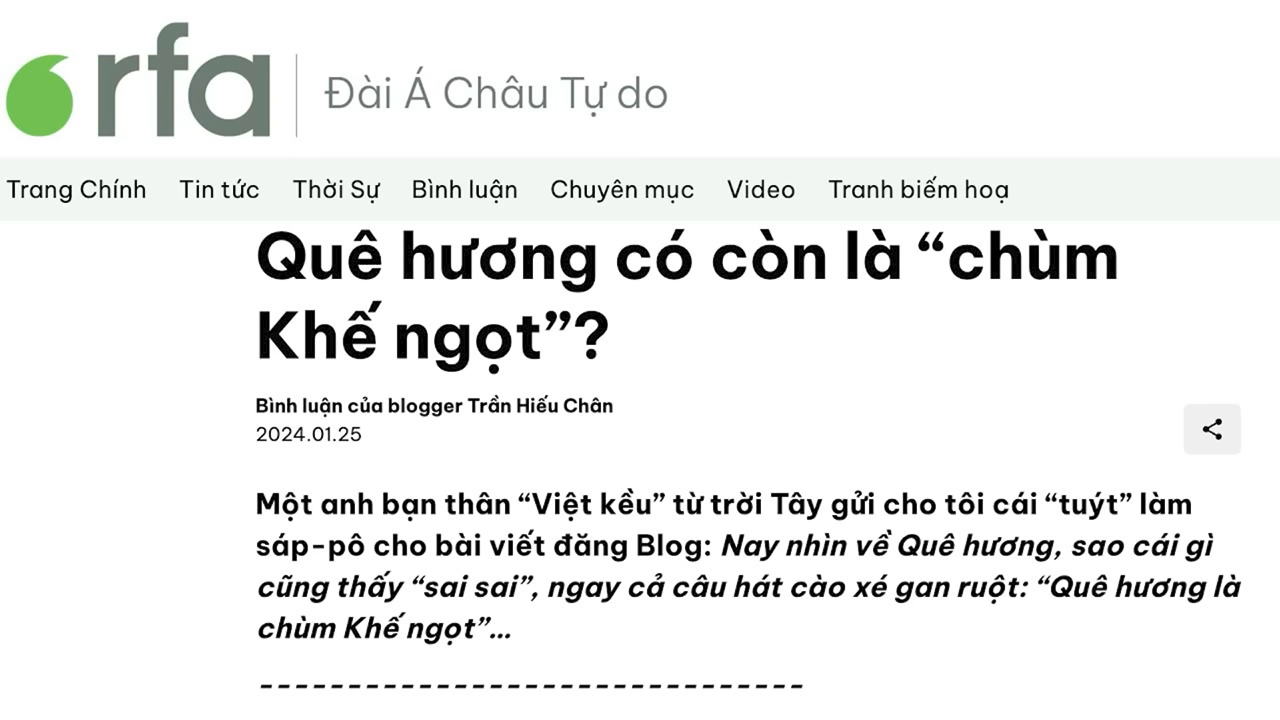 rfa Đài Á Châu Tự do
Trang Chính Tin tức Thời Sự Bình luận Chuyên mục Video Tranh biếm hoạ
Quê hương có còn là “chùm
Khế ngọt”?
Bình luận của blogger Trần Hiếu Chân
2024.01.25
Một anh bạn thân “Việt kều” từ trời Tây gửi cho tôi cái “tuýt” làm
sáp-pô cho bài viết đăng Blog: Nay nhìn về Quê hương, sao cái gì
cũng thấy “sai sai”, ngay cả câu hát cào xé gan ruột: “Quê hương là
chùm Khế ngọt”...
--------------------------------